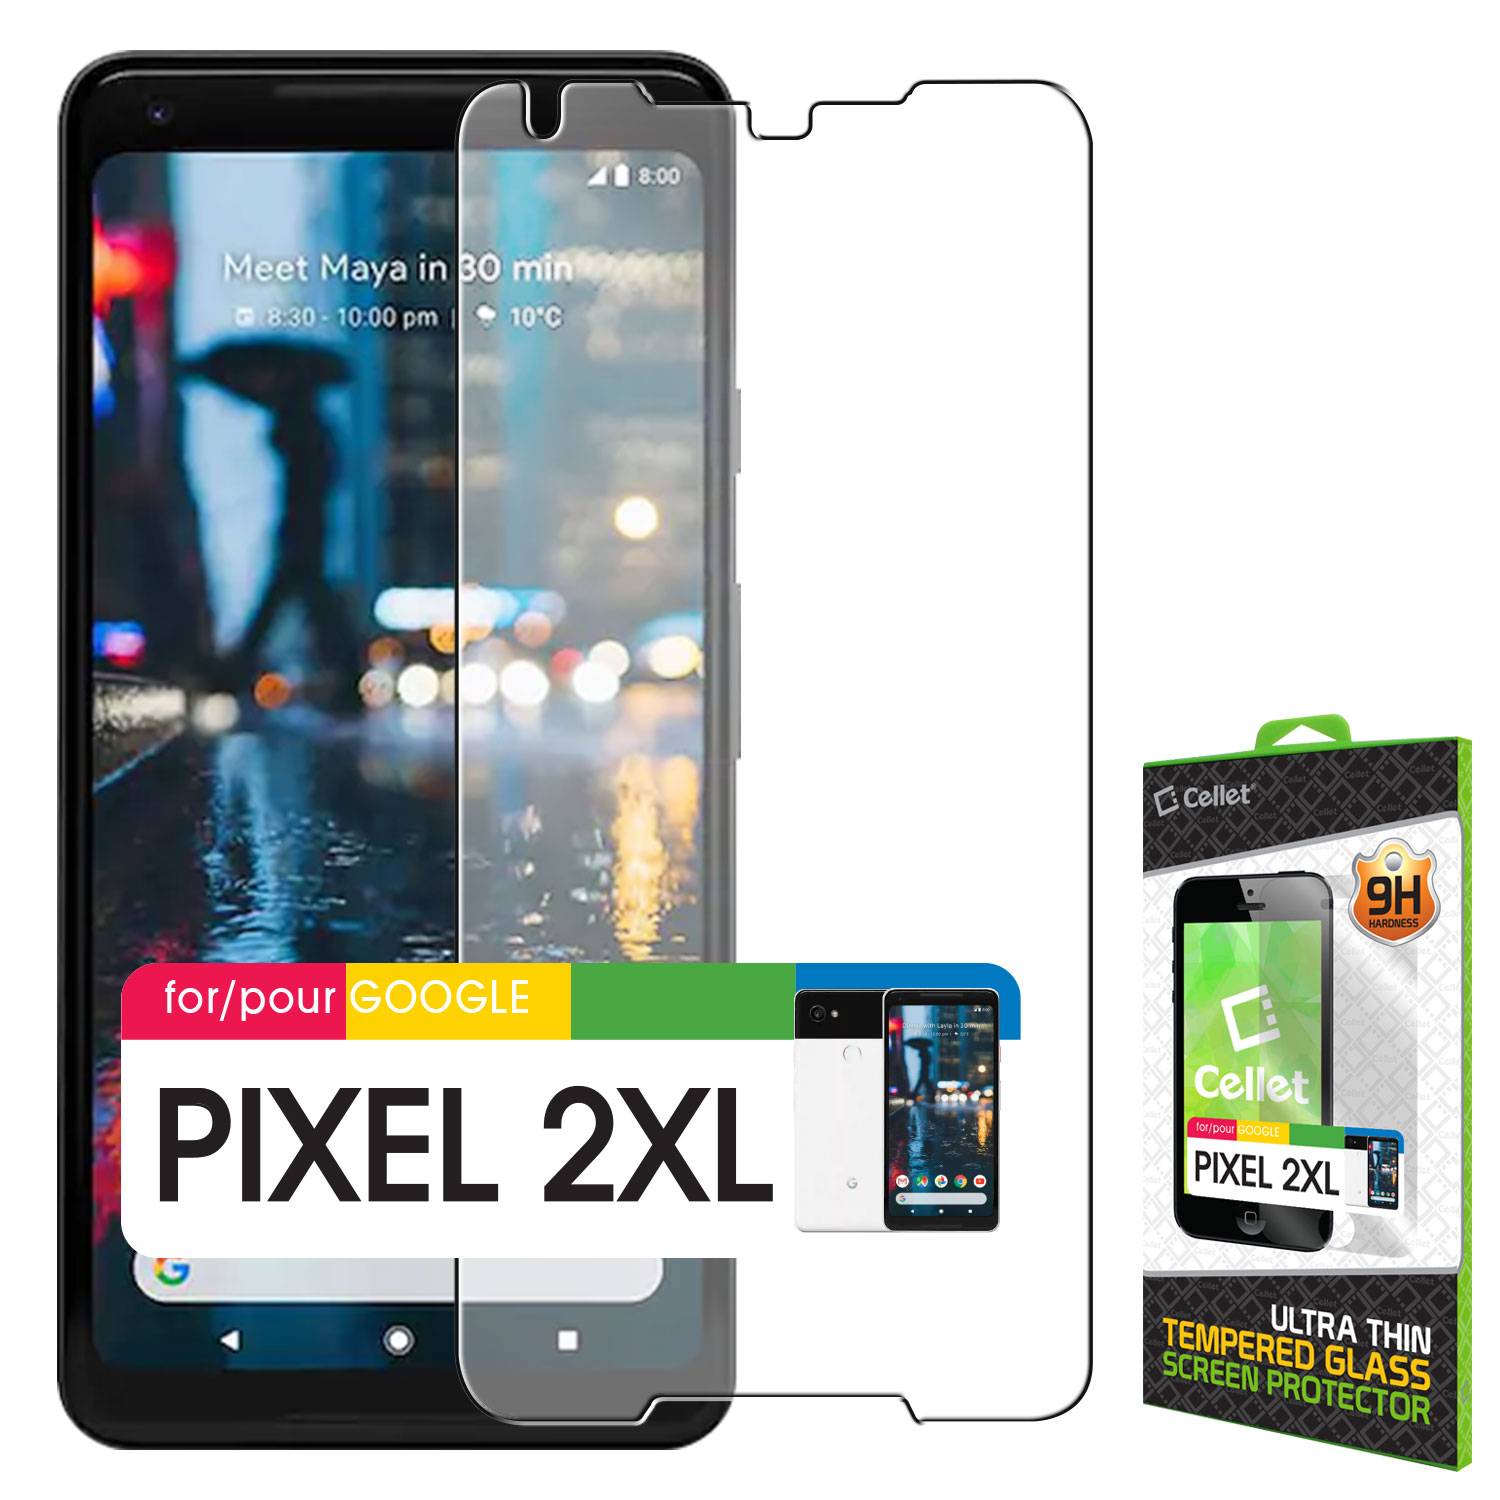 8:00
Meet Maya in 30 min
8:30 - 10:00 pm | 10°C
for/pour GOOGLE
PIXEL 2XL
G
Cellet®
9H
HARDNESS
Cellet
for/pour GOOGLE
PIXEL 2XL
ULTRA THIN
TEMPERED GLASS
SCREEN PROTECTOR